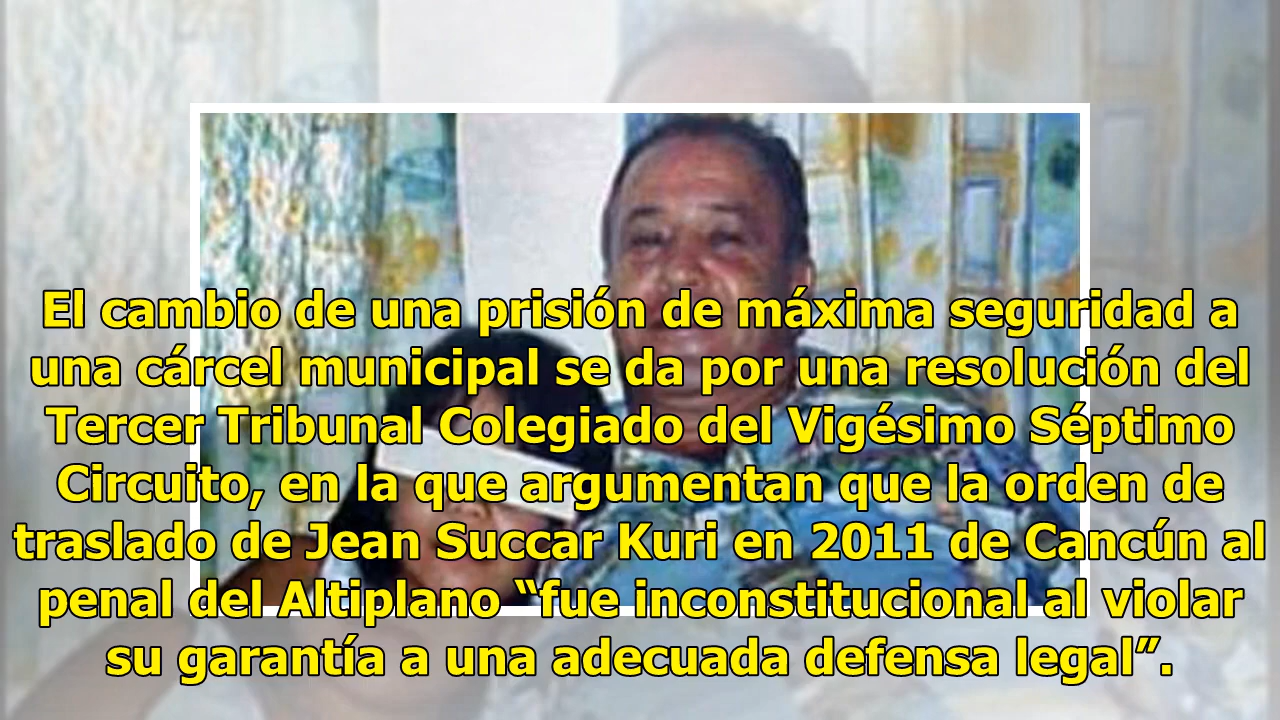 El cambio de una prisión de máxima seguridad a
una cárcel municipal se da por una resolución del
Tercer Tribunal Colegiado del Vigésimo Séptimo
Circuito, en la que argumentan que la orden de
traslado de Jean Succar Kuri en 2011 de Cancún al
penal del Altiplano “fue inconstitucional al violar
su garantía a una adecuada defensa legal”.